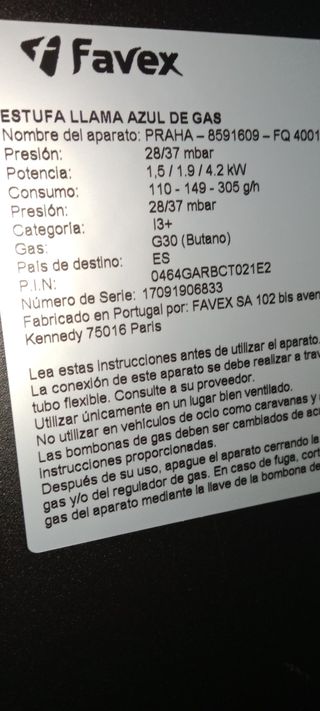 Favex
ESTUFA LLAMA AZUL DE GAS
Nombre del aparato: PRAHA – 8591609 – FQ 4001
Presión: 28/37 mbar
Potencia: 1,5 / 1.9 / 4.2 kW
Consumo: 110 - 149 - 305 g/h
Presión: 28/37 mbar
Categoría: I3+
Gas: G30 (Butano)
País de destino: ES
P.I.N: 0464GARBCT021E2
Número de Serie: 17091906833
Fabricado en Portugal por: FAVEX SA 102 bis aven
Kennedy 75016 Paris
Lea estas instrucciones antes de utilizar el aparato.
La conexión de este aparato se debe realizar a tra
tubo flexible. Consulte a su proveedor.
Utilizar únicamente en un lugar bien ventilado.
No utilizar en vehículos de ocio como caravanas y
Las bombonas de gas deben ser cambiados de ac
instrucciones proporcionadas.
Después de su uso, apague el aparato cerrando la
gas y/o del regulador de gas. En caso de fuga, cort
gas del aparato mediante la llave de la bombona de